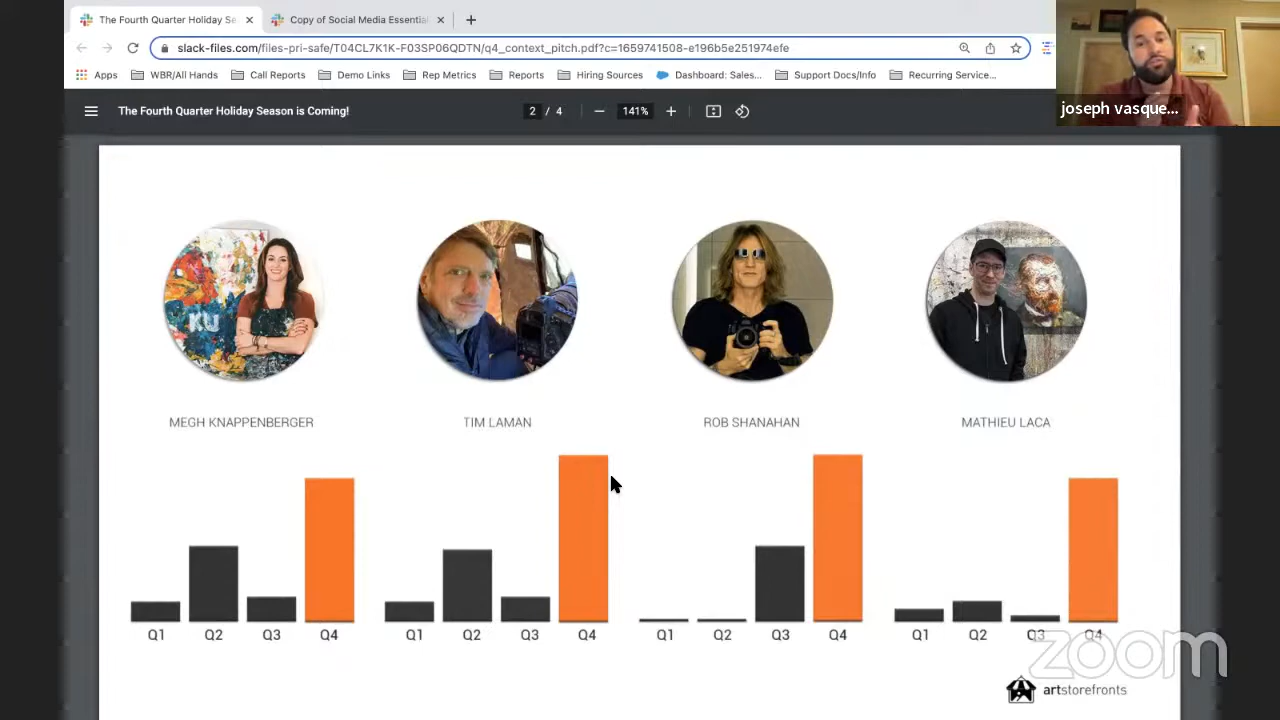 The Fourth Quarter Holiday Se
Copy of Social Media Essential
slack-files.com/files-pri-safe/T4CL7K1K-F03SP06QDTN/q4_context_pitch.pdf?c=1659741508-e196b5e251974efe
Apps WBR/All Hands Call Reports Demo Links Rep Metrics Reports Hiring Sources Dashboard: Sales... Support Docs/Info Recurring Service...
joseph vasque...
The Fourth Quarter Holiday Season is Coming!
2 / 4
141%
KU
MEGH KNAPPENBERGER TIM LAMAN ROB SHANAHAN MATHIEU LACA
Q1 Q2 Q3 Q4 Q1 Q2 Q3 Q4 Q1 Q2 Q3 Q4 Q1 Q2 Q3 Q4
zoom
artstorefronts